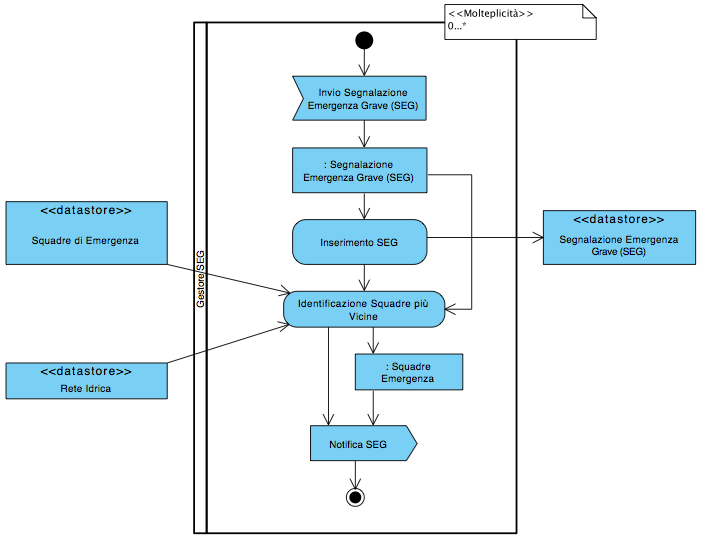 <<Molteplicità>>
0...*
Invio Segnalazione
Emergenza Grave (SEG)
: Segnalazione
Emergenza Grave (SEG)
<<datastore>>
Squadre di Emergenza
Inserimento SEG
<<datastore>>
Segnalazione Emergenza
Grave (SEG)
Gestore/SEG
Identificazione Squadre più
Vicine
<<datastore>>
Rete Idrica
: Squadre
Emergenza
Notifica SEG